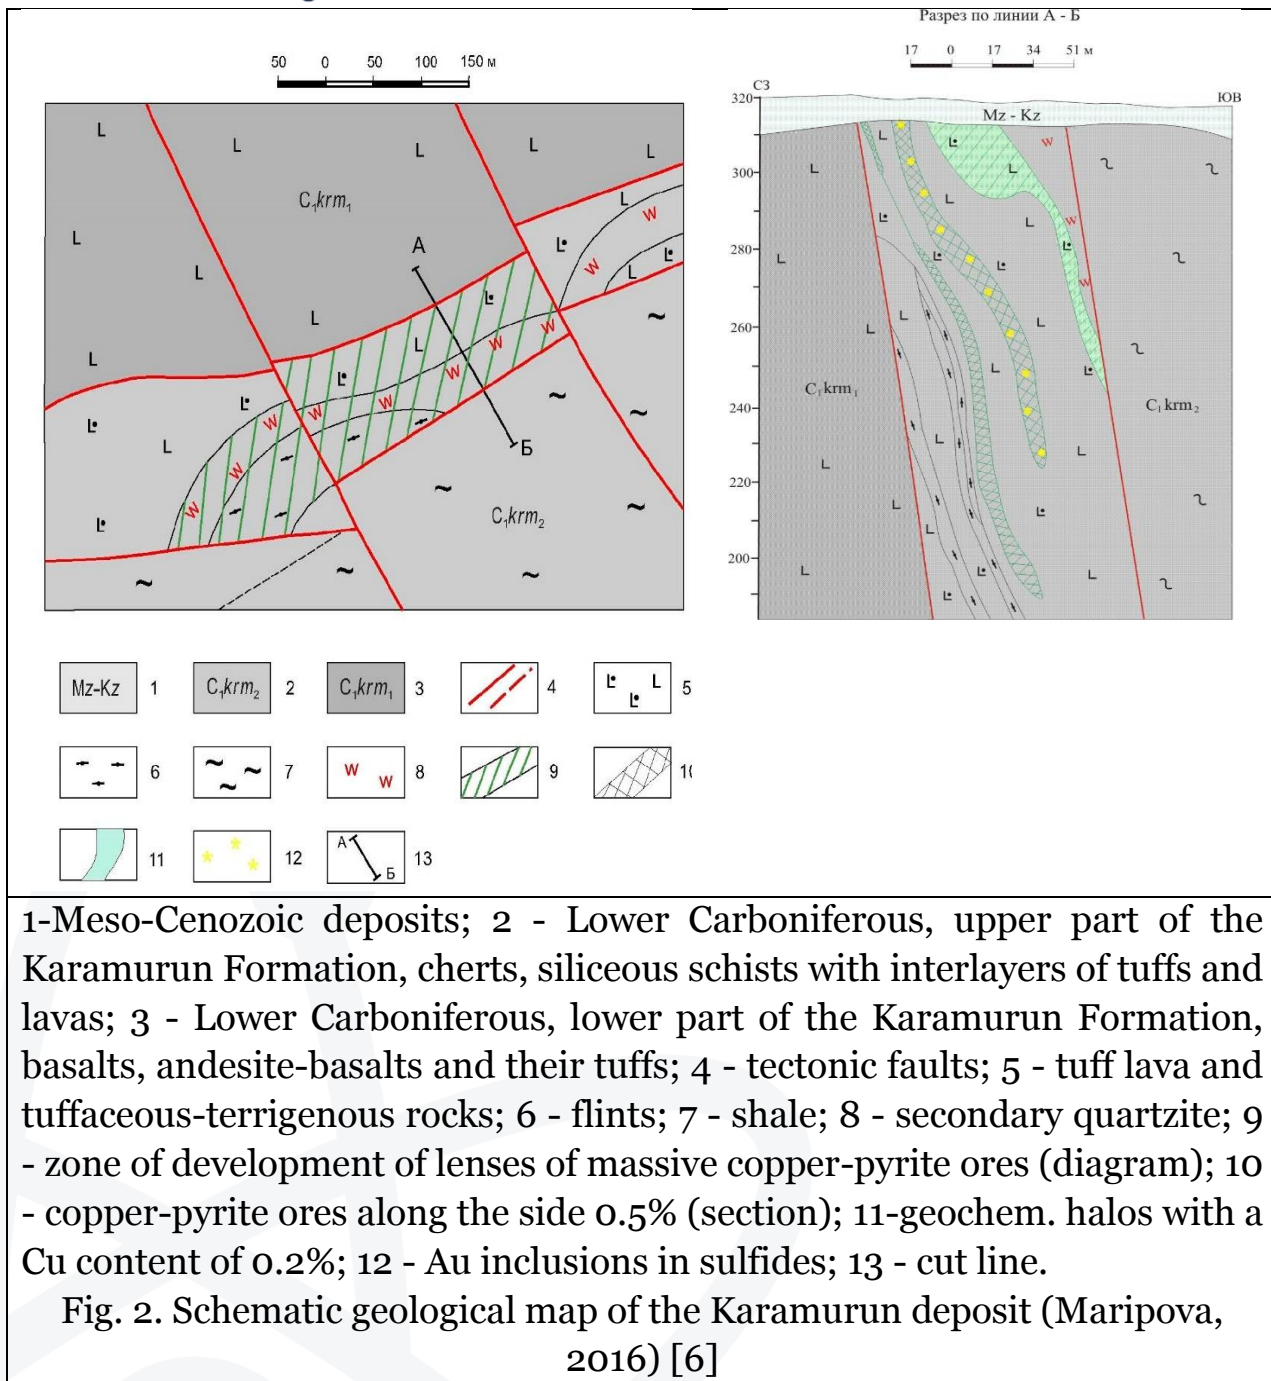 Разрез по линии А - Б
50 0 50 100 150 м
17 0 17 34 51 м
СЗ
ЮВ
320
300
280
260
240
220
200
Mz - Kz
C₁krm₁
C₁krm₂
L L L L L L L L L L L L L L
W W W W W W W W W
А
Б
C₁krm₁
C₁krm₂
Mz-Kz 1
C₁krm₂ 2
C₁krm₁ 3
4
L L L 5
6
7
W W 8
9
10
11
12
А Б 13
1-Meso-Cenozoic deposits; 2 - Lower Carboniferous, upper part of the
Karamurun Formation, cherts, siliceous schists with interlayers of tuffs and
lavas; 3 - Lower Carboniferous, lower part of the Karamurun Formation,
basalts, andesite-basalts and their tuffs; 4 - tectonic faults; 5 - tuff lava and
tuffaceous-terrigenous rocks; 6 - flints; 7 - shale; 8 - secondary quartzite; 9
- zone of development of lenses of massive copper-pyrite ores (diagram); 10
- copper-pyrite ores along the side 0.5% (section); 11-geochem. halos with a
Cu content of 0.2%; 12 - Au inclusions in sulfides; 13 - cut line.
Fig. 2. Schematic geological map of the Karamurun deposit (Maripova,
2016) [6]